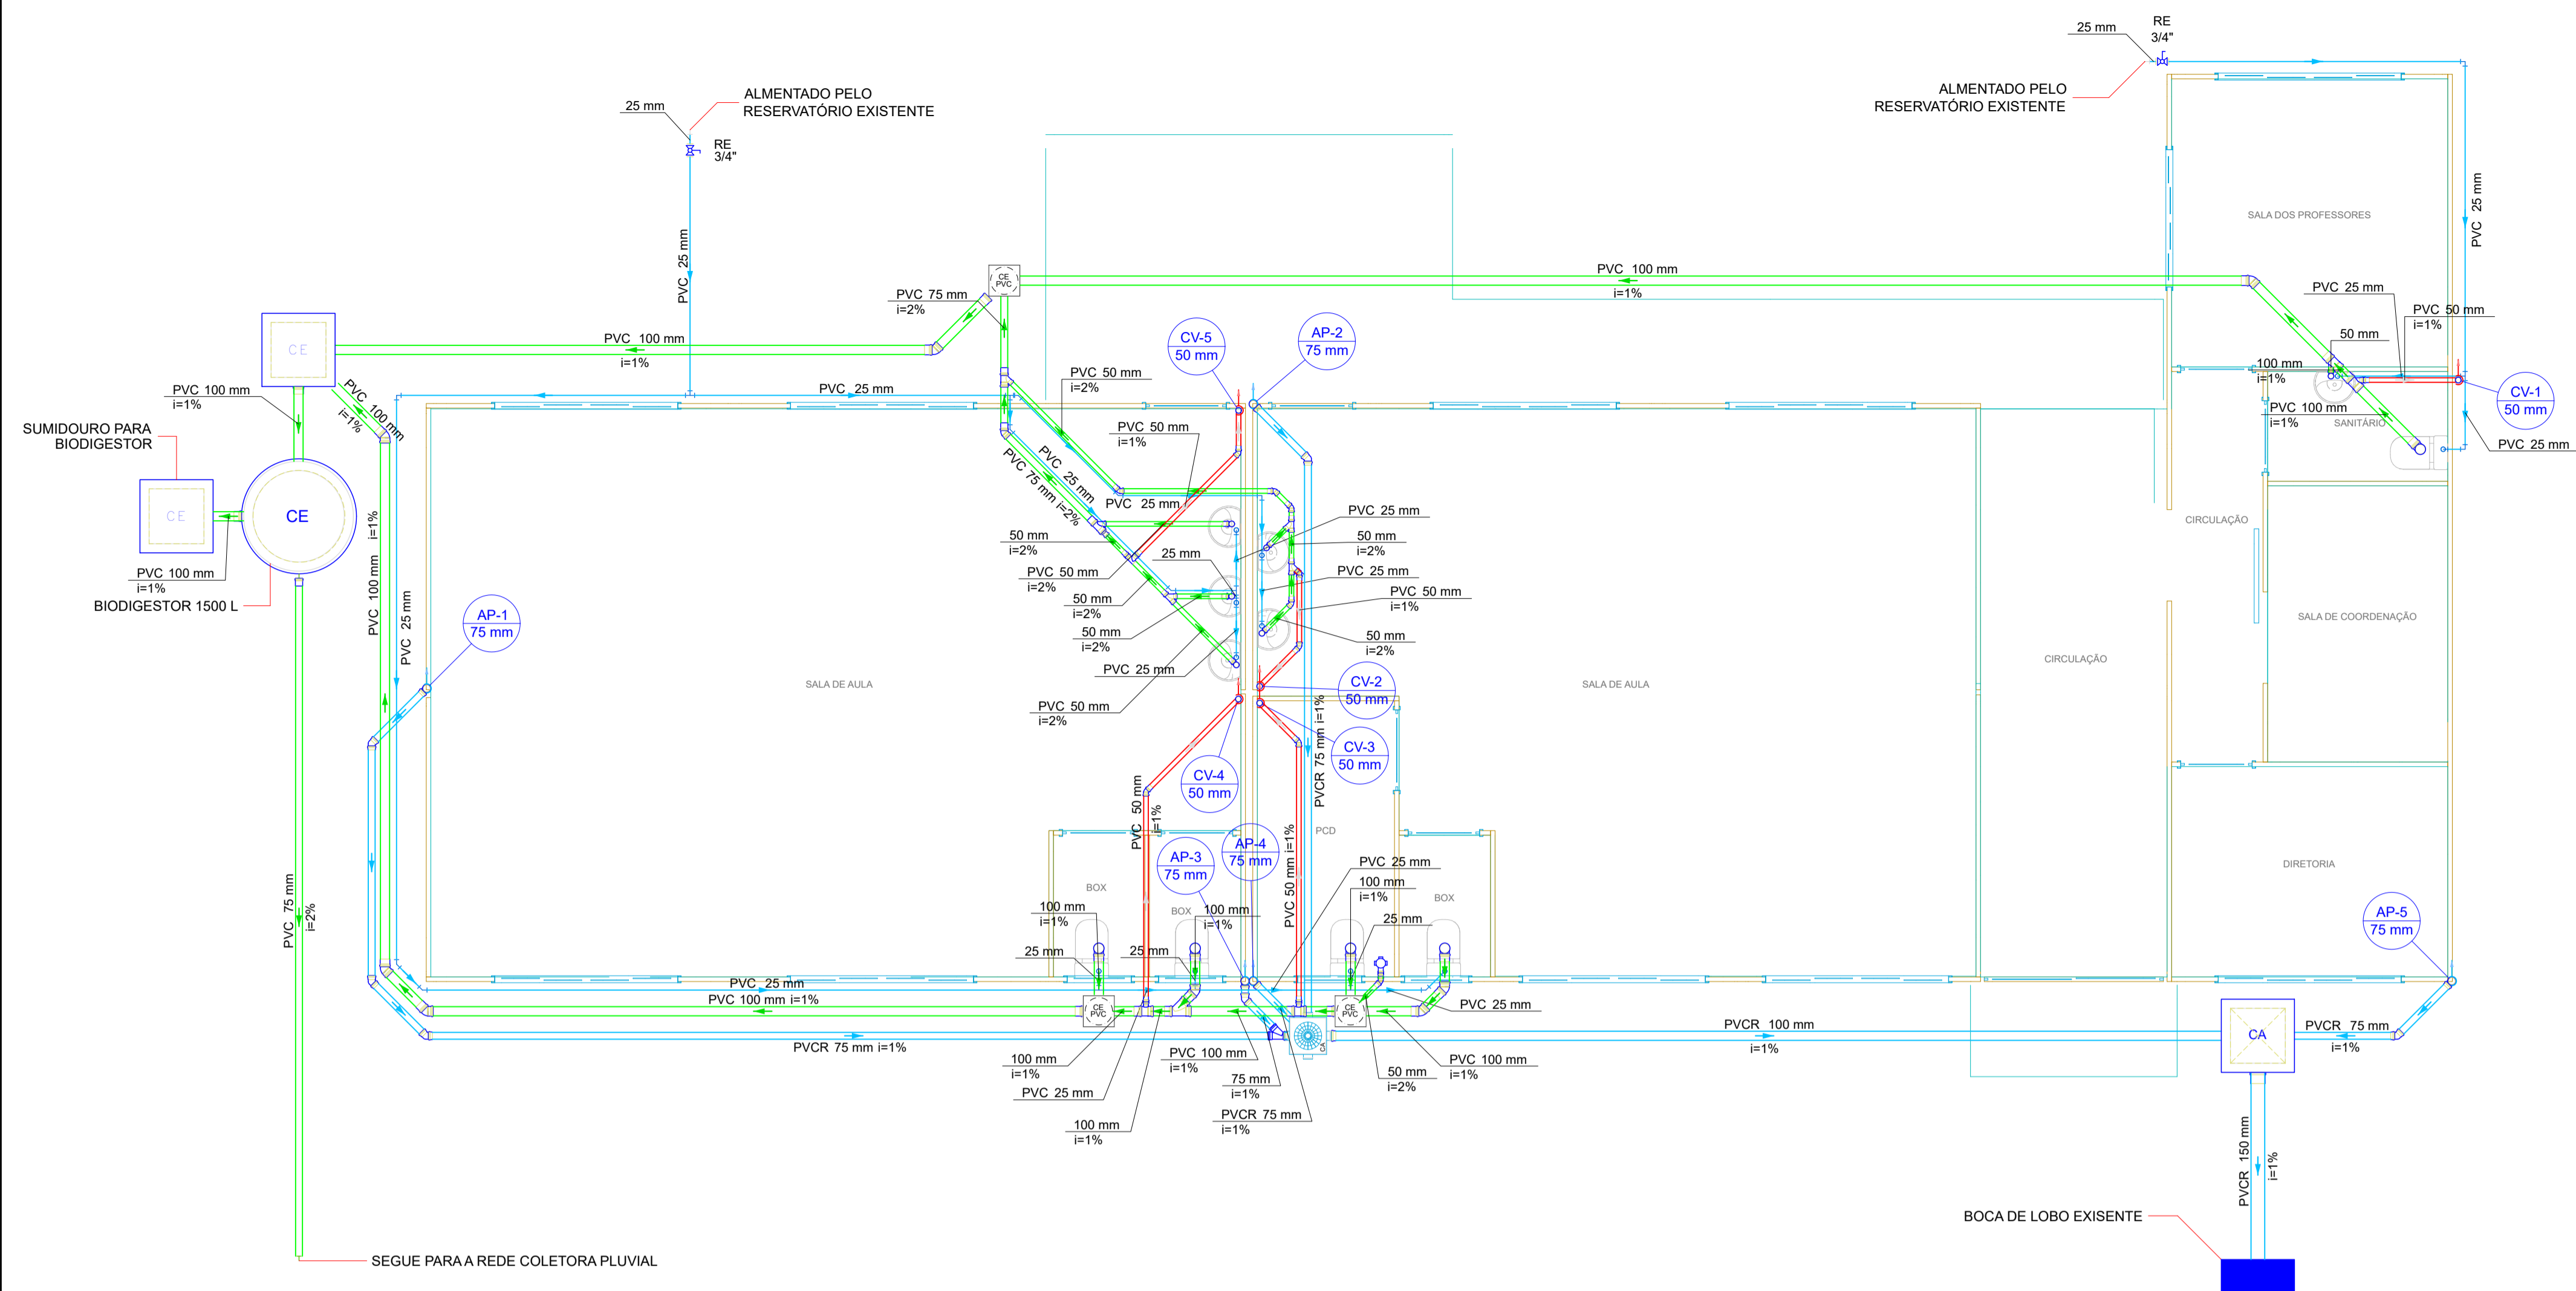 RE
3/4"
25 mm
ALMENTADO PELO
RESERVATÓRIO EXISTENTE
25 mm
RE
3/4"
ALMENTADO PELO
RESERVATÓRIO EXISTENTE
PVC 25 mm
PVC 25 mm
SALA DOS PROFESSORES
CE
PVC
PVC 75 mm
i=2%
PVC 100 mm
i=1%
PVC 25 mm
PVC 50 mm
i=1%
50 mm
100 mm
i=1%
PVC 100 mm
i=1%
SANITÁRIO
CV-1
50 mm
PVC 25 mm
CE
PVC 100 mm
i=1%
CV-5
50 mm
AP-2
75 mm
PVC 100 mm
i=1%
PVC 100 mm
i=1%
PVC 25 mm
PVC 50 mm
i=2%
PVC 50 mm
i=1%
SUMIDOURO PARA
BIODIGESTOR
CE
CE
PVC 100 mm
i=1%
BIODIGESTOR 1500 L
PVC 100 mm i=1%
PVC 25 mm
AP-1
75 mm
PVC 25 mm
PVC 75 mm i=2%
PVC 25 mm
50 mm
i=2%
25 mm
PVC 50 mm
i=2%
50 mm
i=2%
50 mm
i=2%
PVC 25 mm
PVC 50 mm
i=2%
PVC 25 mm
50 mm
i=2%
PVC 25 mm
PVC 50 mm
i=1%
50 mm
i=2%
CIRCULAÇÃO
SALA DE COORDENAÇÃO
CIRCULAÇÃO
SALA DE AULA
SALA DE AULA
CV-2
50 mm
CV-3
50 mm
CV-4
50 mm
PVCR 75 mm i=1%
PVC 50 mm
i=1%
PVC 50 mm i=1%
PCD
AP-3
75 mm
AP-4
75 mm
PVC 25 mm
100 mm
i=1%
25 mm
BOX
BOX
BOX
DIRETORIA
100 mm
i=1%
100 mm
i=1%
25 mm
25 mm
AP-5
75 mm
PVC 75 mm
i=2%
PVC 25 mm
PVC 100 mm i=1%
PVCR 75 mm i=1%
CE
PVC
CE
PVC
CA
PVC 25 mm
PVCR 100 mm
i=1%
CA
PVCR 75 mm
i=1%
100 mm
i=1%
PVC 25 mm
100 mm
i=1%
PVC 100 mm
i=1%
75 mm
i=1%
PVCR 75 mm
i=1%
50 mm
i=2%
PVC 100 mm
i=1%
PVCR 150 mm
i=1%
BOCA DE LOBO EXISENTE
SEGUE PARA A REDE COLETORA PLUVIAL